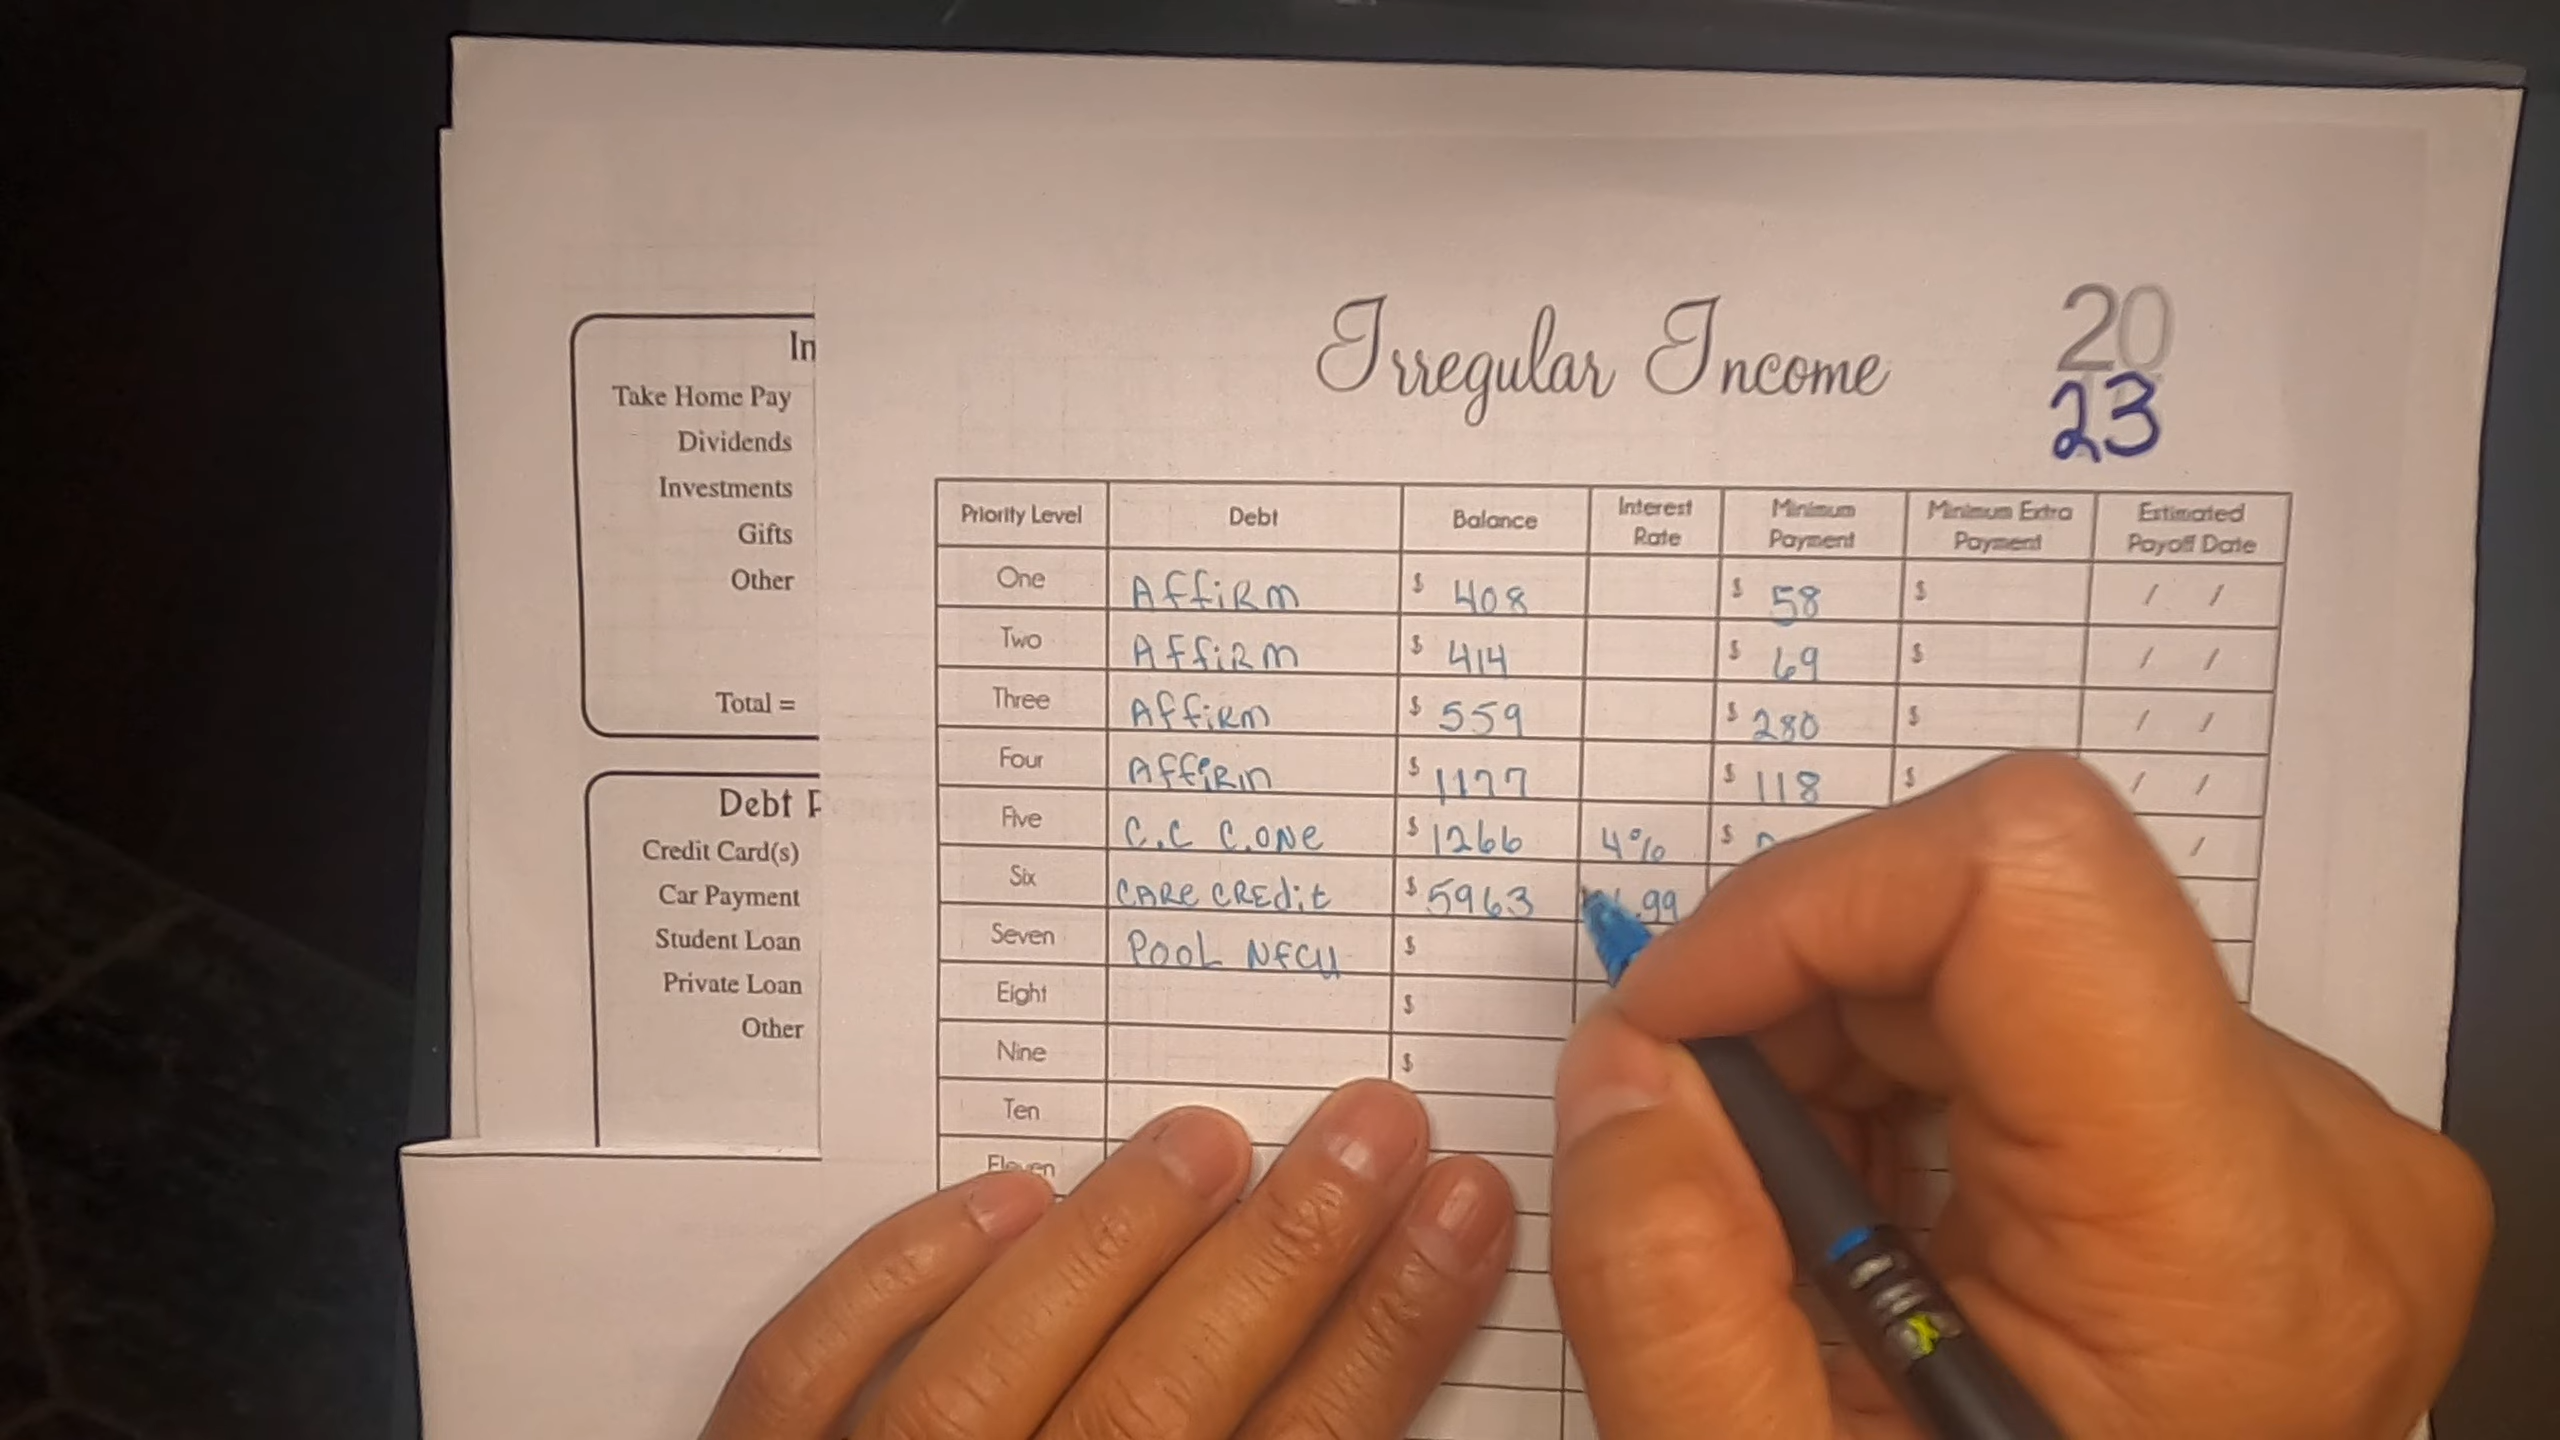 Irregular Income
20
23
In
Take Home Pay
Dividends
Investments
Gifts
Other
Total =
Debt
Credit Card(s)
Car Payment
Student Loan
Private Loan
Other
Priority Level Debt Balance Interest Rate Minimum Payment Minimum Extra Payment Estimated Payoff Date
One AffiRm $ 408 $ 58 $ / /
Two AffiRm $ 414 $ 69 $ / /
Three AffiRm $ 559 $ 280 $ / /
Four AffiRm $ 1177 $ 118 $ / /
Five C.C C.ONE $ 1266 4% $ /
Six CARE CREdit $ 5963 .99
Seven POOL NFCU $
Eight $
Nine $
Ten
Eleven